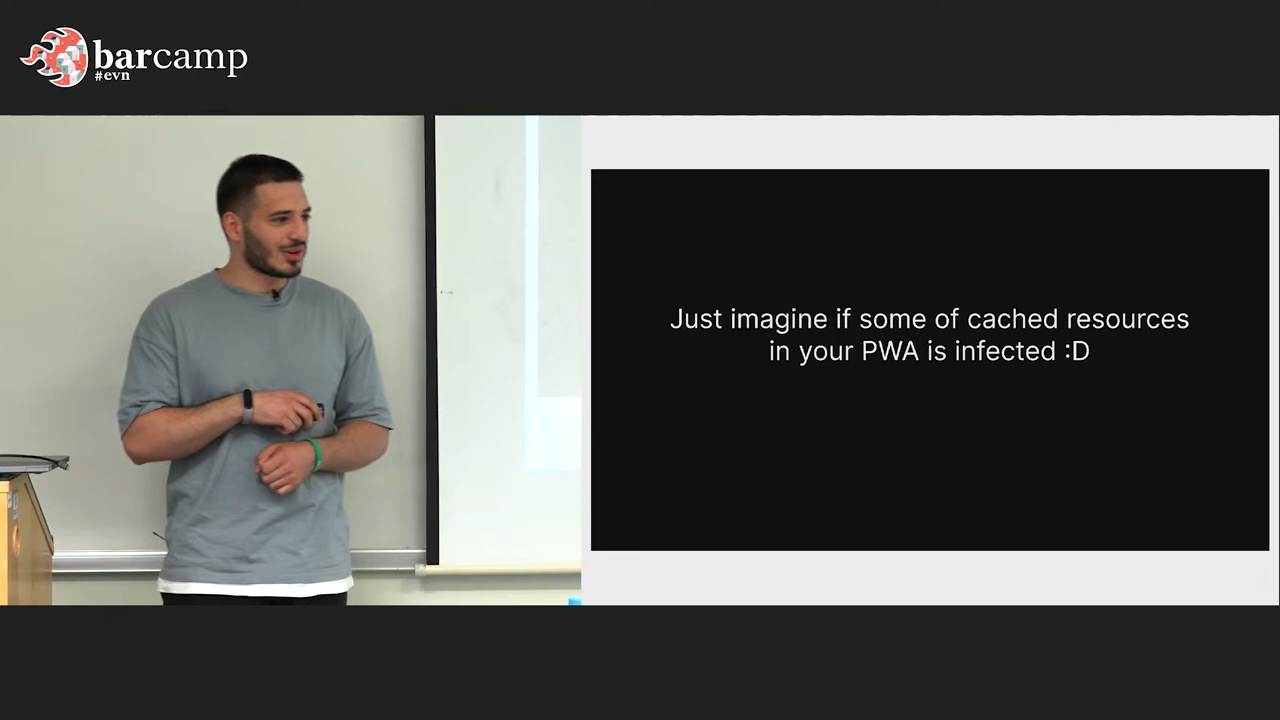 barcamp
#evn
Just imagine if some of cached resources
in your PWA is infected :D